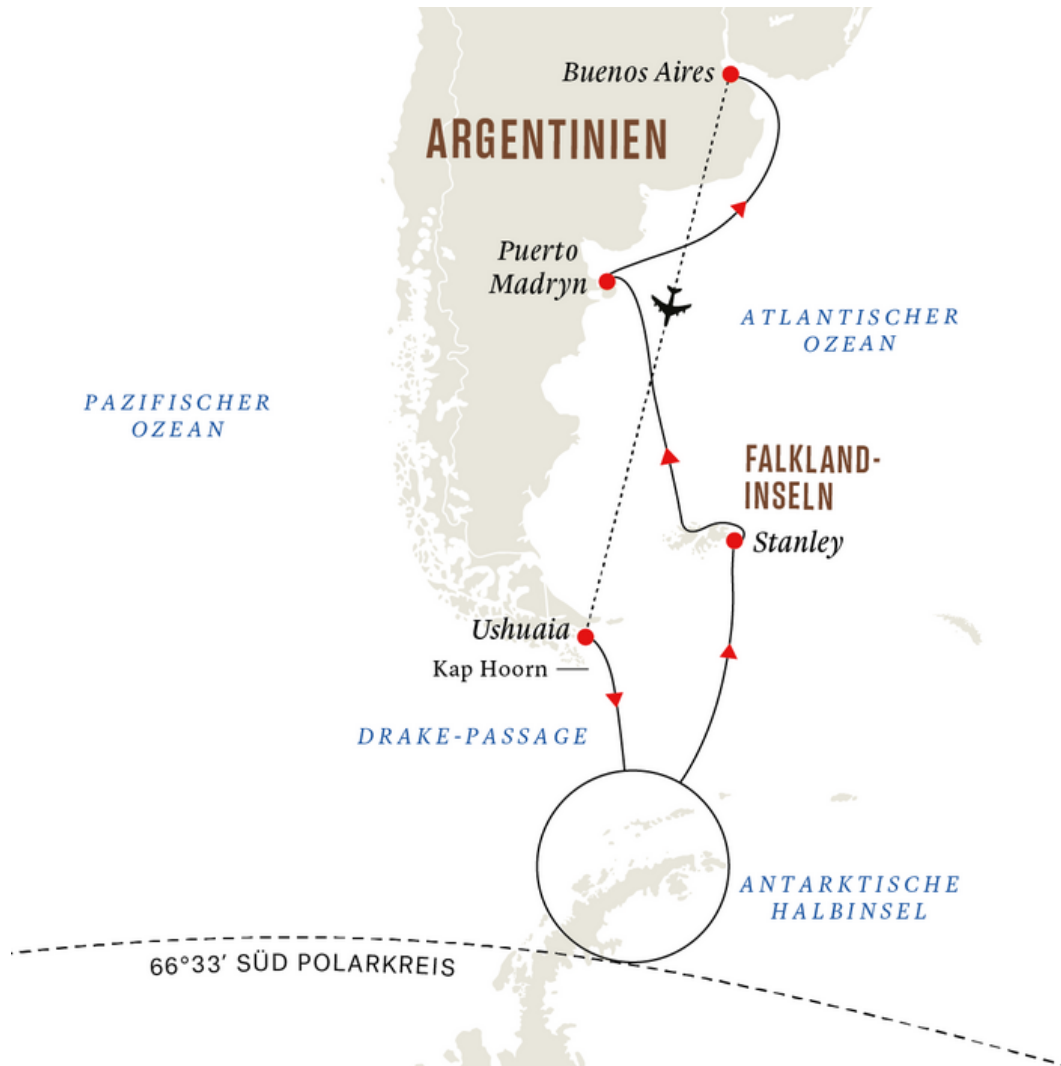 Buenos Aires
ARGENTINIEN
Puerto
Madryn
ATLANTISCHER
OZEAN
PAZIFISCHER
OZEAN
FALKLAND-
INSELN
Stanley
Ushuaia
Kap Hoorn
DRAKE-PASSAGE
ANTARKTISCHE
HALBINSEL
66°33′ SÜD POLARKREIS